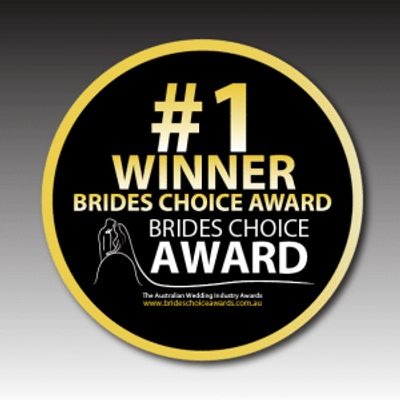 #1
WINNER
BRIDES CHOICE AWARD
BRIDES CHOICE
AWARD
The Australian Wedding Industry Awards
www.brideschoiceawards.com.au